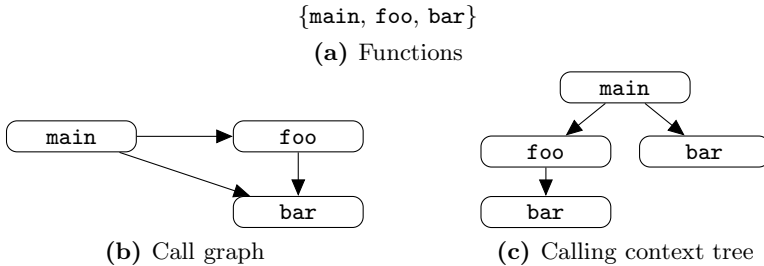 {main, foo, bar}
(a) Functions
main
foo
bar
(b) Call graph
main
foo
bar
bar
(c) Calling context tree